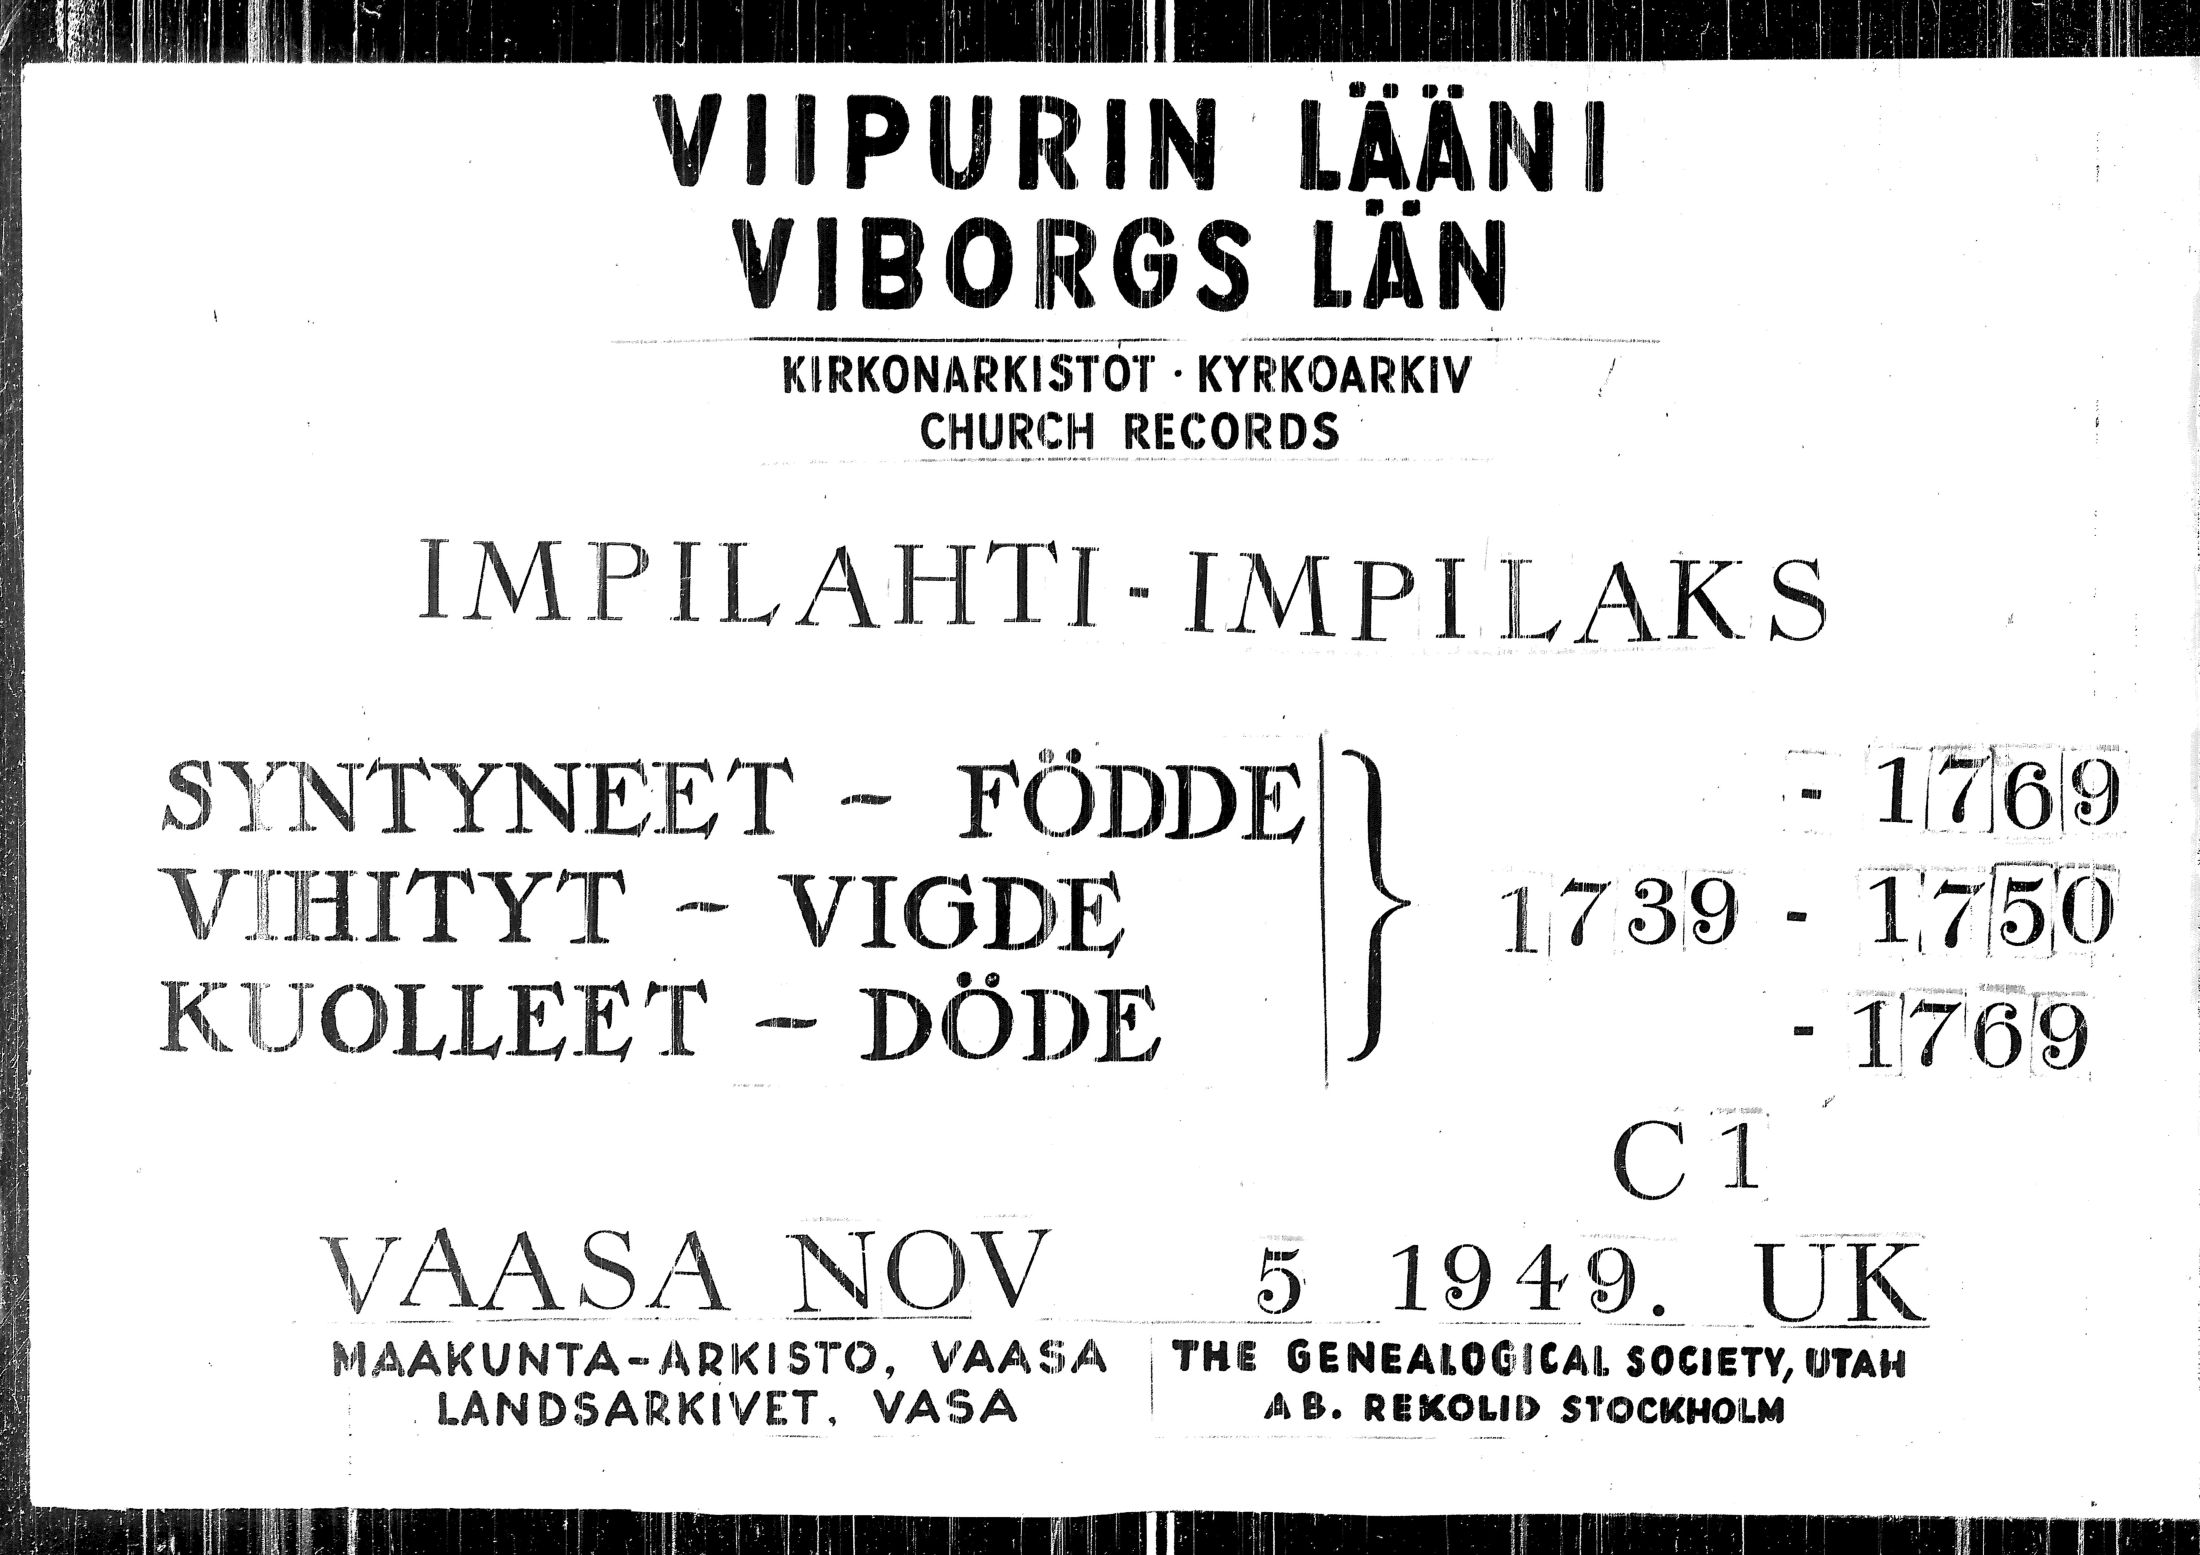 VIIPURIN LÄÄNI
VIBORGS LÄN
KIRKONARKISTOT · KYRKOARKIV
CHURCH RECORDS
IMPILAHTI - IMPILAKS
SYNTYNEET - FÖDDE } - 1769
VIHITYT - VIGDE 1739 - 1750
KUOLLEET - DÖDE - 1769
C 1
VAASA NOV 5 1949. UK
MAAKUNTA-ARKISTO, VAASA
LANDSARKIVET, VASA
THE GENEALOGICAL SOCIETY, UTAH
AB. REKOLID STOCKHOLM